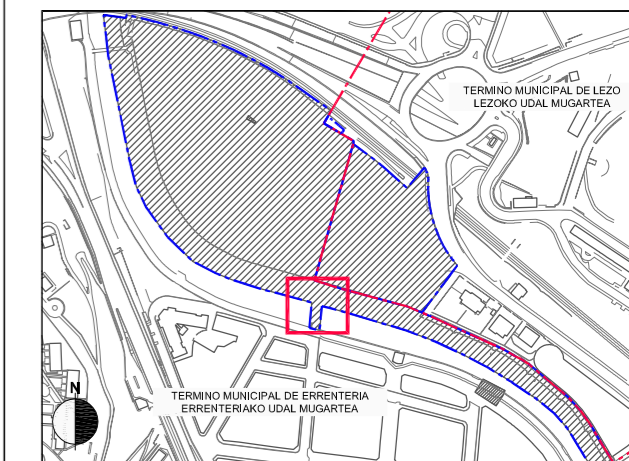 TERMINO MUNICIPAL DE LEZO
LEZOKO UDAL MUGARTEA
TERMINO MUNICIPAL DE ERRENTERIA
ERRENTERIAKO UDAL MUGARTEA
N